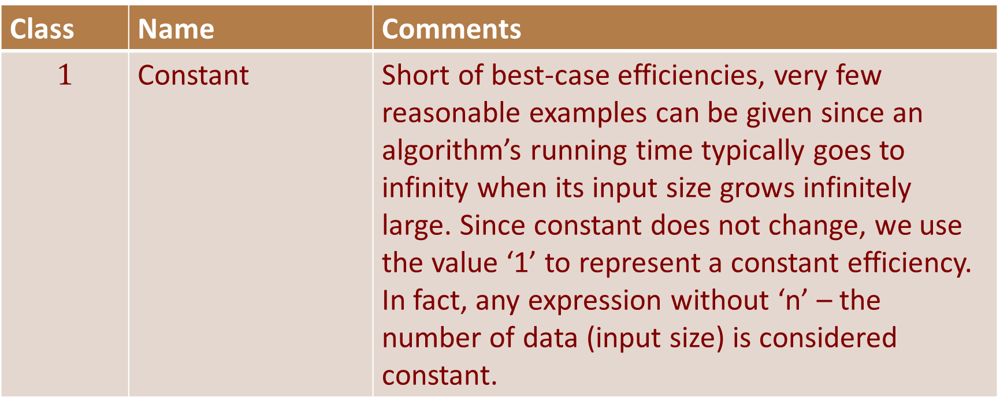 Class Name Comments
1 Constant Short of best-case efficiencies, very few
reasonable examples can be given since an
algorithm’s running time typically goes to
infinity when its input size grows infinitely
large. Since constant does not change, we use
the value ‘1’ to represent a constant efficiency.
In fact, any expression without ‘n’ – the
number of data (input size) is considered
constant.